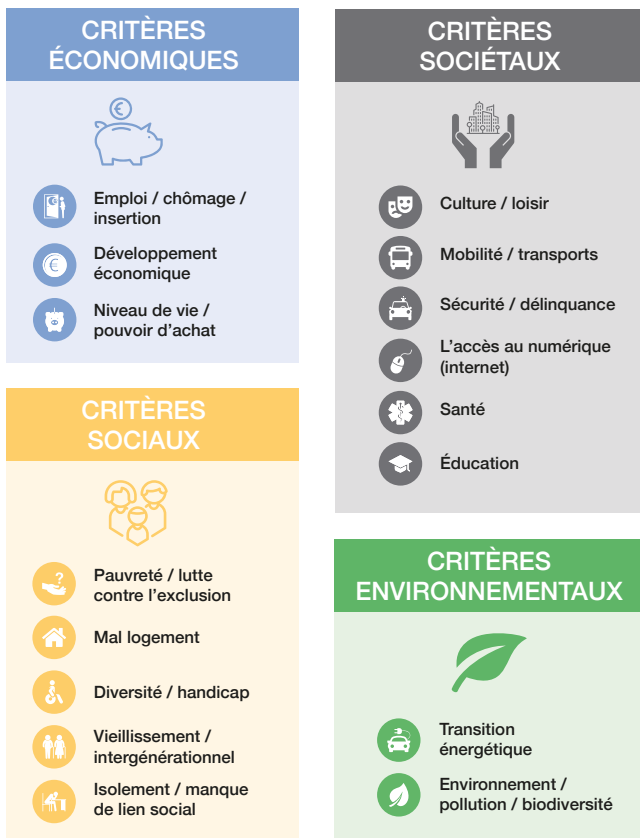 CRITÈRES
ÉCONOMIQUES
Emploi / chômage /
insertion
Développement
économique
Niveau de vie /
pouvoir d'achat
CRITÈRES
SOCIAUX
Pauvreté / lutte
contre l'exclusion
Mal logement
Diversité / handicap
Vieillissement /
intergénérationnel
Isolement / manque
de lien social
CRITÈRES
SOCIÉTAUX
Culture / loisir
Mobilité / transports
Sécurité / délinquance
L'accès au numérique
(internet)
Santé
Éducation
CRITÈRES
ENVIRONNEMENTAUX
Transition
énergétique
Environnement /
pollution / biodiversité